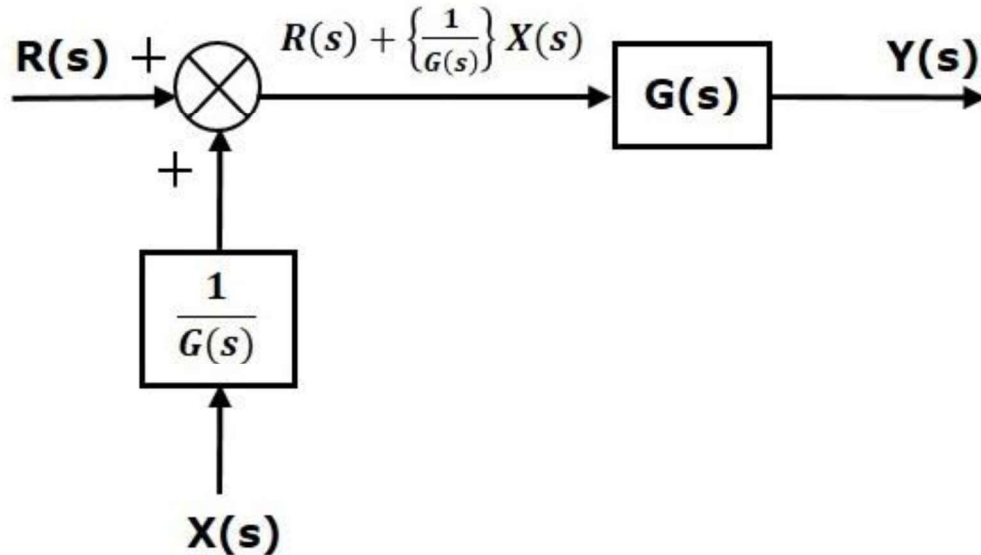 R(s) +
R(s) + {1/G(s)} X(s)
G(s)
Y(s)
+
1/G(s)
X(s)